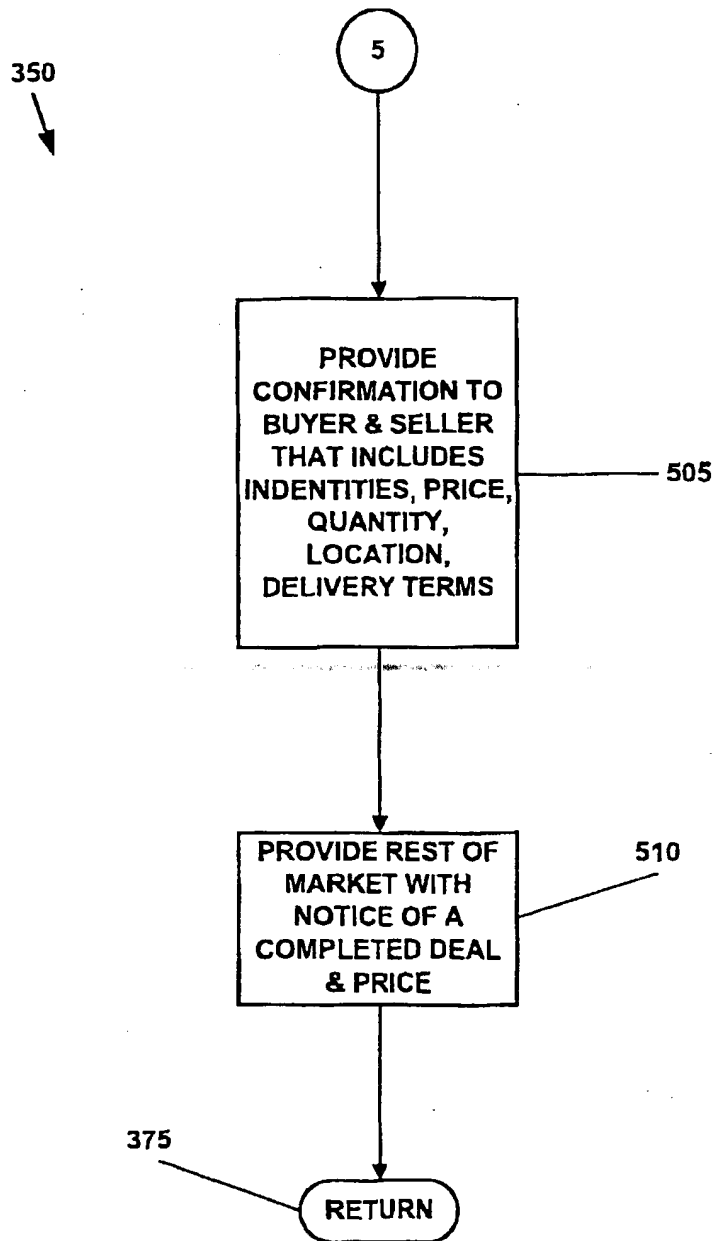 5
350
PROVIDE
CONFIRMATION TO
BUYER & SELLER
THAT INCLUDES
INDENTITIES, PRICE,
QUANTITY,
LOCATION,
DELIVERY TERMS
505
PROVIDE REST OF
MARKET WITH
NOTICE OF A
COMPLETED DEAL
& PRICE
510
375
RETURN